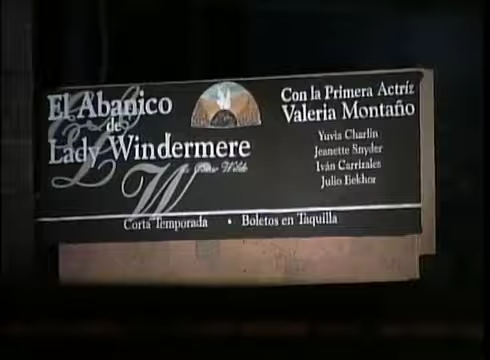 El Abanico
de
Lady Windermere
de Oscar Wilde
Con la Primera Actríz
Valeria Montaño
Yuvia Charlin
Jeanette Snyder
Iván Carrizales
Julio Bekhor
Corta Temporada • Boletos en Taquilla